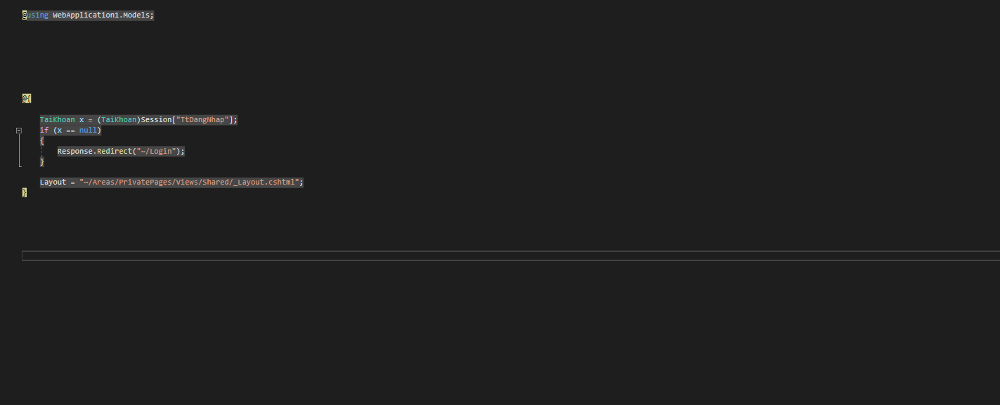 @using WebApplication1.Models;
@{
TaiKhoan x = (TaiKhoan)Session["TtDangNhap"];
if (x == null)
{
Response.Redirect("~/Login");
}
Layout = "~/Areas/PrivatePages/Views/Shared/_Layout.cshtml";
}